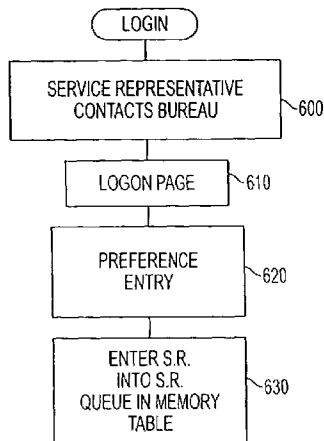 LOGIN
SERVICE REPRESENTATIVE
CONTACTS BUREAU
600
LOGON PAGE
610
PREFERENCE
ENTRY
620
ENTER S.R.
INTO S.R.
QUEUE IN MEMORY
TABLE
630